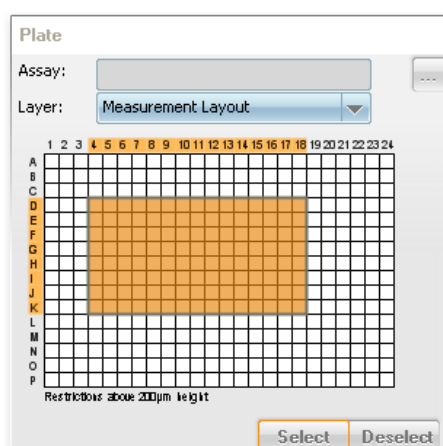 Plate
Assay:
...
Layer: Measurement Layout
1 2 3 4 5 6 7 8 9 10 11 12 13 14 15 16 17 18 19 20 21 22 23 24
A
B
C
D
E
F
G
H
I
J
K
L
M
N
O
P
Restrictions above 200µm height
Select Deselect